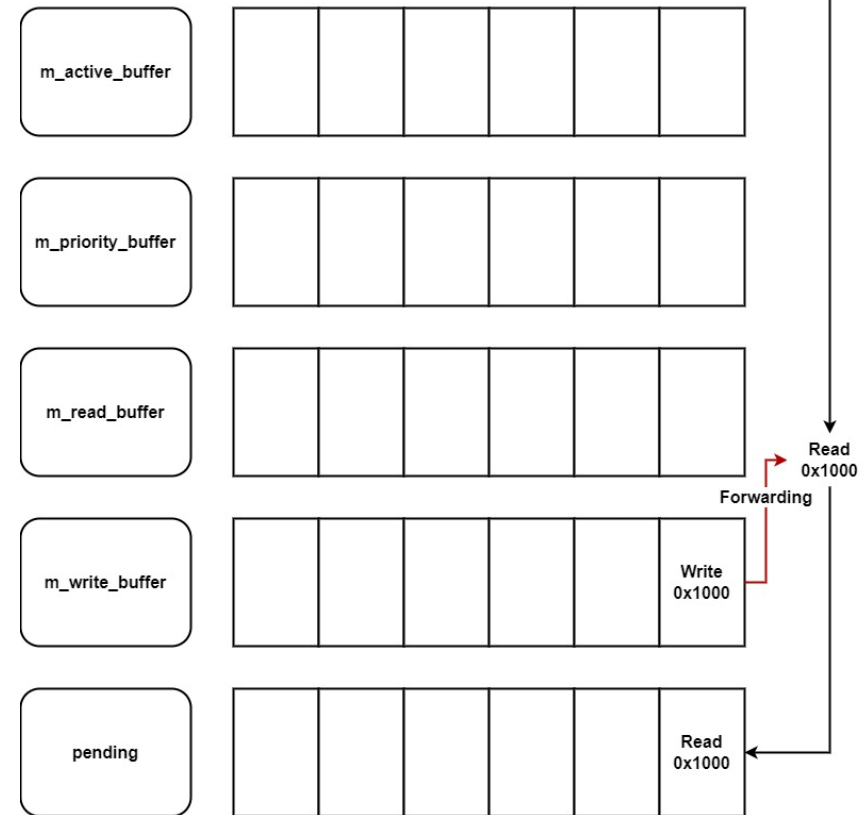 m_active_buffer
m_priority_buffer
m_read_buffer
Read
0x1000
Forwarding
m_write_buffer
Write
0x1000
pending
Read
0x1000